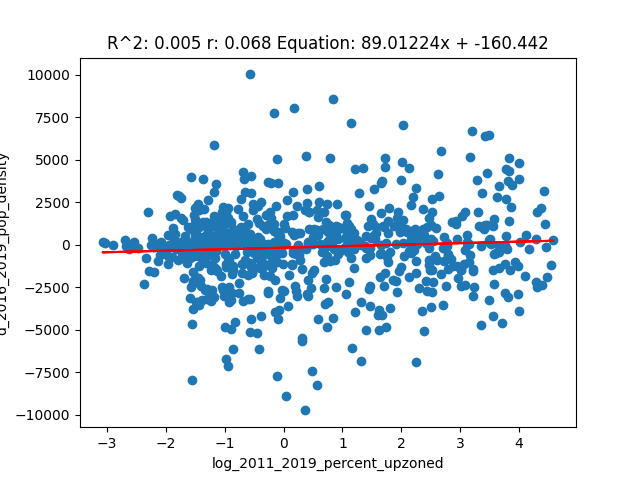 R^2: 0.005 r: 0.068 Equation: 89.01224x + -160.442
10000
7500
5000
2500
0
−2500
−5000
−7500
−10000
d_2016_2019_pop_density
−3 −2 −1 0 1 2 3 4
log_2011_2019_percent_upzoned